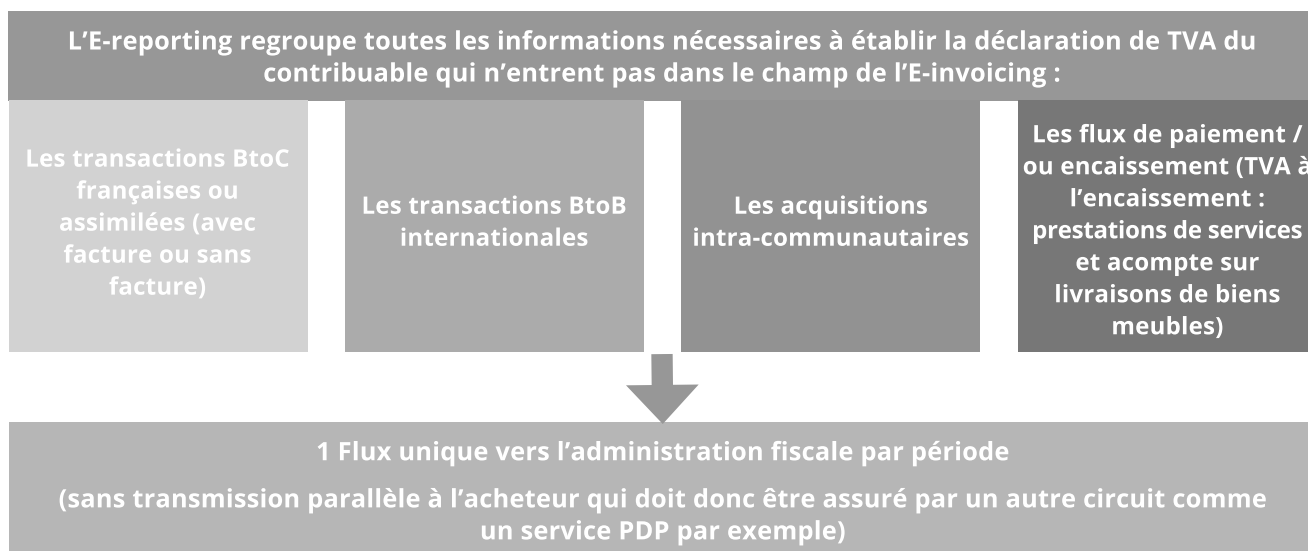 L’E-reporting regroupe toutes les informations nécessaires à établir la déclaration de TVA du
contribuable qui n’entrent pas dans le champ de l’E-invoicing :
Les transactions BtoC
françaises ou
assimilées (avec
facture ou sans
facture)
Les transactions BtoB
internationales
Les acquisitions
intra-communautaires
Les flux de paiement /
ou encaissement (TVA à
l’encaissement :
prestations de services
et acompte sur
livraisons de biens
meubles)
1 Flux unique vers l’administration fiscale par période
(sans transmission parallèle à l’acheteur qui doit donc être assuré par un autre circuit comme
un service PDP par exemple)